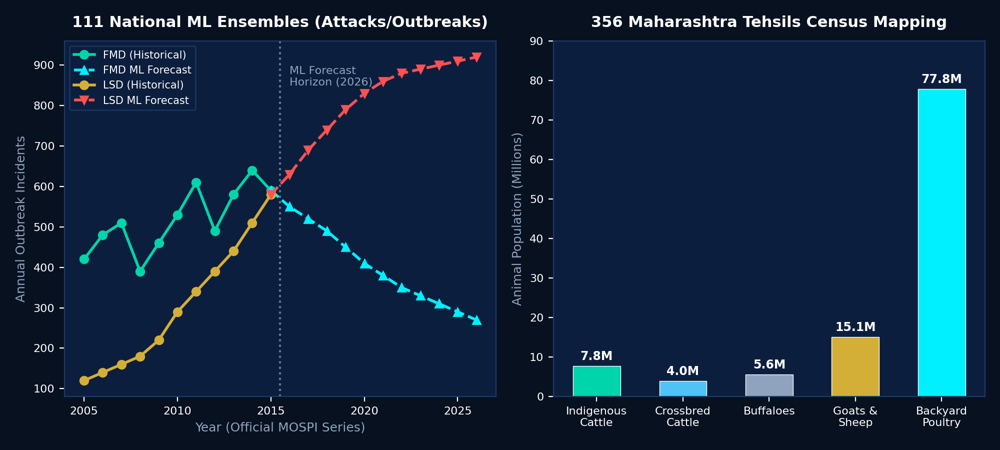 111 National ML Ensembles (Attacks/Outbreaks)
FMD (Historical)
FMD ML Forecast
LSD (Historical)
LSD ML Forecast
ML Forecast
Horizon (2026)
Annual Outbreak Incidents
900
800
700
600
500
400
300
200
100
2005
2010
2015
2020
2025
Year (Official MOSPI Series)
356 Maharashtra Tehsils Census Mapping
Animal Population (Millions)
90
80
70
60
50
40
30
20
10
0
7.8M
4.0M
5.6M
15.1M
77.8M
Indigenous
Cattle
Crossbred
Cattle
Buffaloes
Goats &
Sheep
Backyard
Poultry